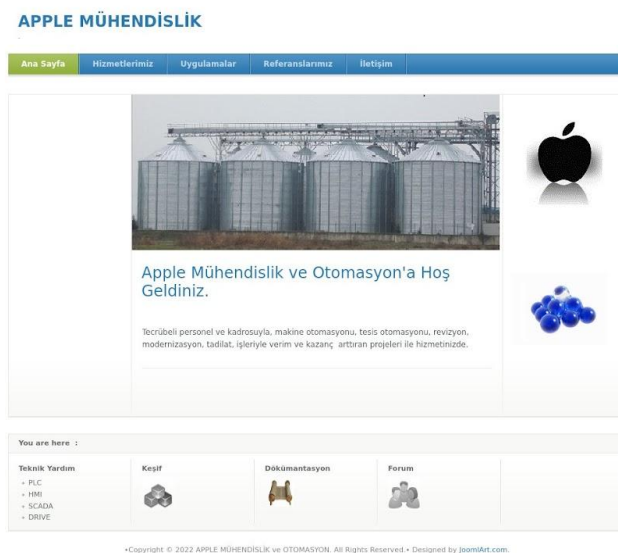 APPLE MÜHENDİSLİK
Ana Sayfa
Hizmetlerimiz
Uygulamalar
Referanslarımız
İletişim
Apple Mühendislik ve Otomasyon'a Hoş
Geldiniz.
Tecrübeli personel ve kadrosuyla, makine otomasyonu, tesis otomasyonu, revizyon,
modernizasyon, tadilat, işleriyle verim ve kazanç arttıran projeleri ile hizmetinizde.
You are here :
Teknik Yardım
PLC
HMI
SCADA
DRIVE
Keşif
Dökümantasyon
Forum
•Copyright © 2022 APPLE MÜHENDİSLİK ve OTOMASYON. All Rights Reserved.• Designed by JoomlArt.com.